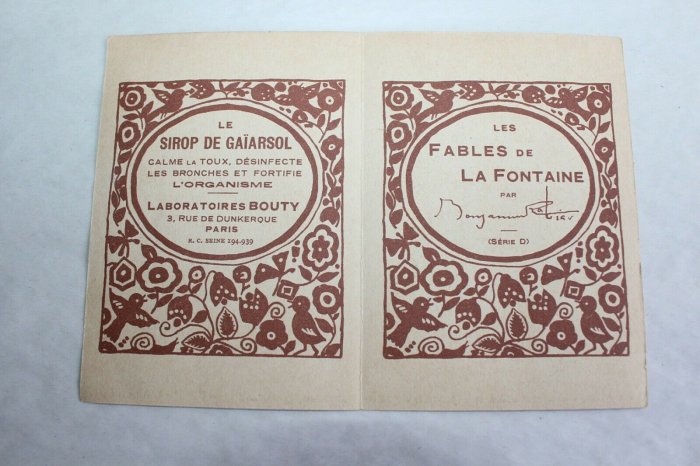 LE
SIROP DE GAÏARSOL
CALME LA TOUX, DÉSINFECTE
LES BRONCHES ET FORTIFIE
L'ORGANISME
LABORATOIRES BOUTY
3, RUE DE DUNKERQUE
PARIS
R. C. SEINE 194-939
LES
FABLES DE
LA FONTAINE
PAR
Benjamin Rabier
(SÉRIE D)